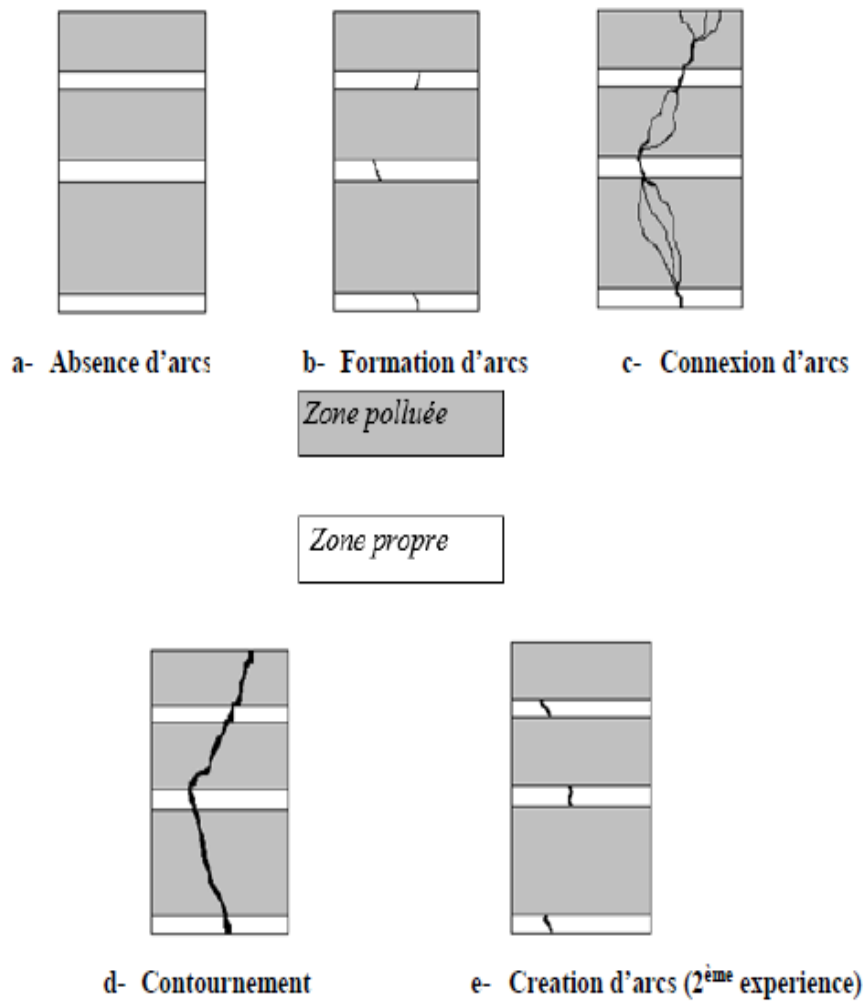 a- Absence d'arcs
b- Formation d'arcs
c- Connexion d'arcs
Zone polluée
Zone propre
d- Contournement
e- Creation d'arcs (2ème experience)